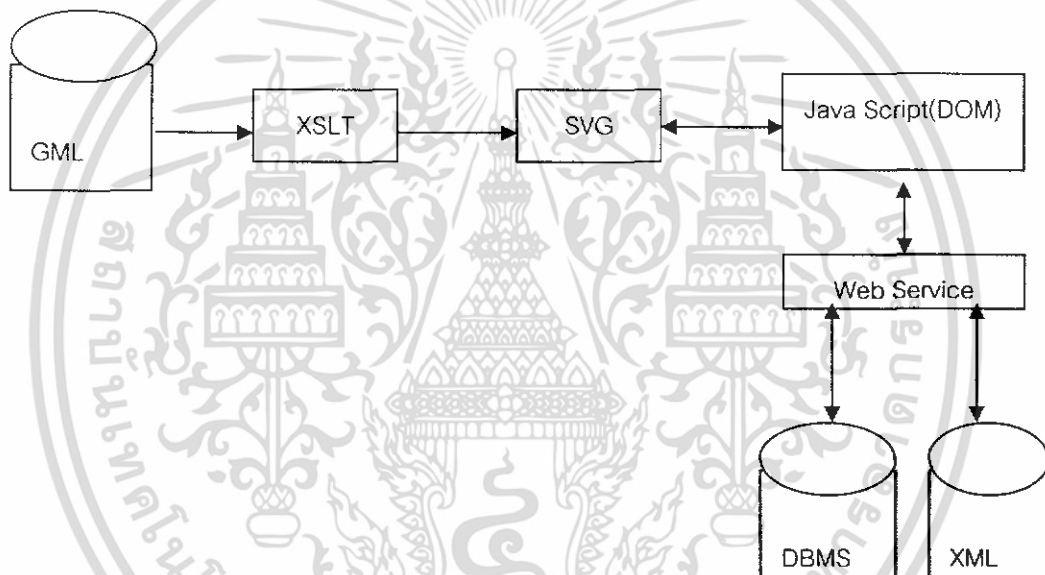 GML
XSLT
SVG
Java Script(DOM)
Web Service
DBMS
XML